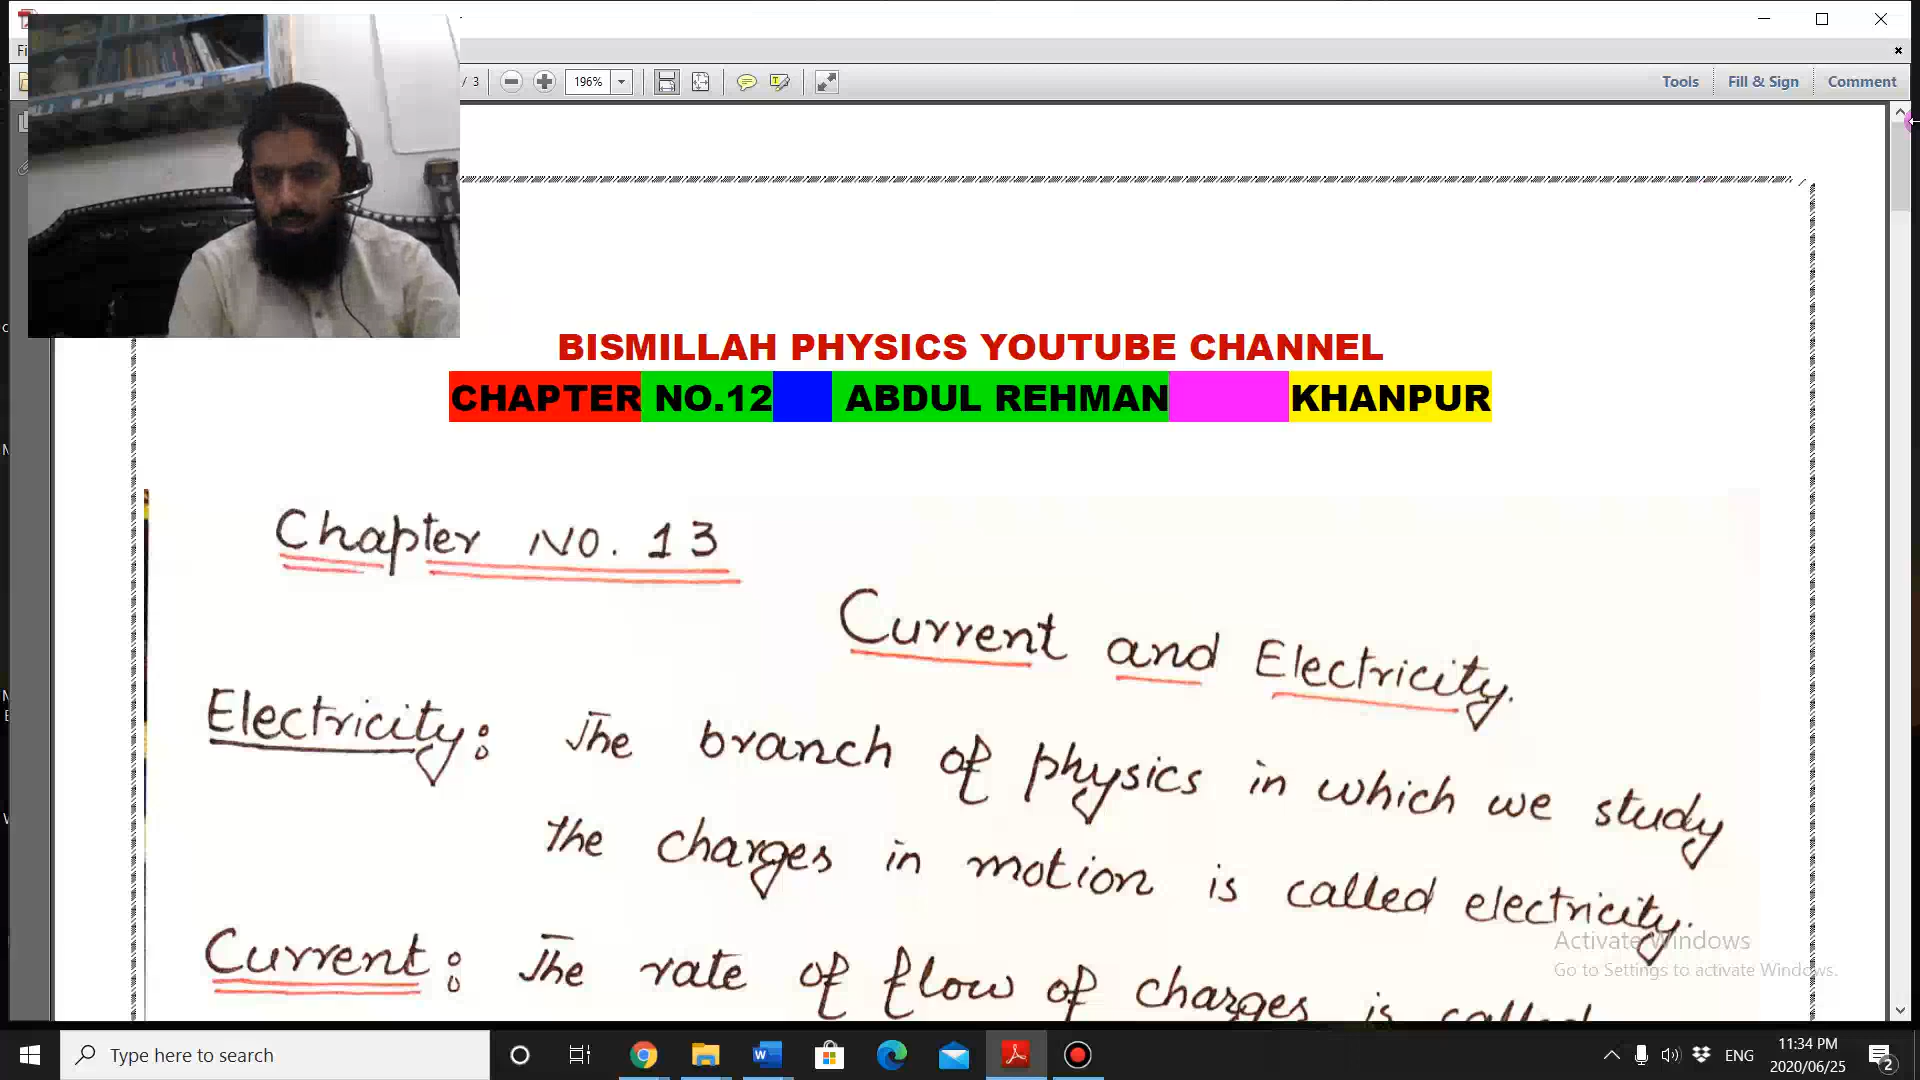 / 3
196%
Tools
Fill & Sign
Comment
BISMILLAH PHYSICS YOUTUBE CHANNEL
CHAPTER NO.12 ABDUL REHMAN KHANPUR
Chapter NO. 13
Current and Electricity.
Electricity: The branch of physics in which we study
the charges in motion is called electricity.
Current: The rate of flow of charges is called
Activate Windows
Go to Settings to activate Windows.
Type here to search
ENG
11:34 PM
2020/06/25
2